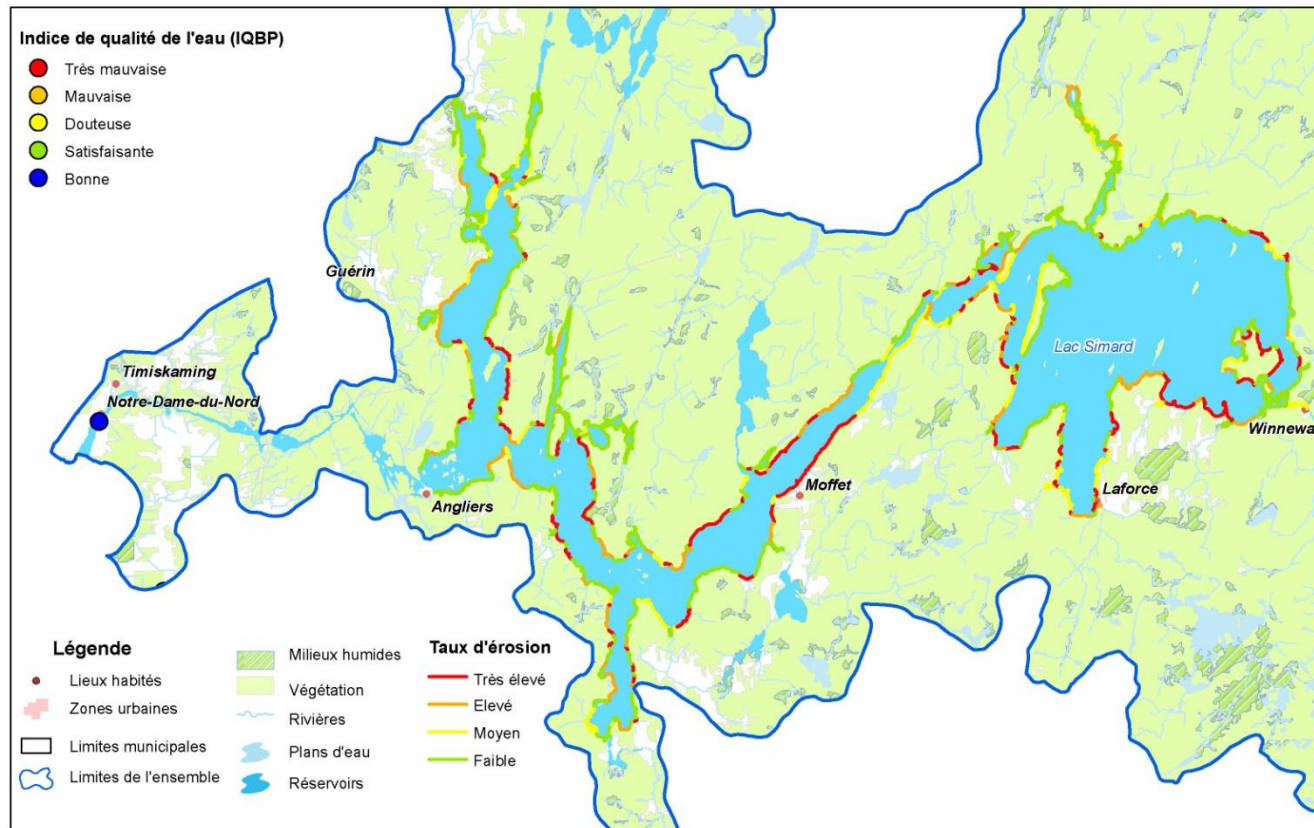 Indice de qualité de l'eau (IQBP)
Très mauvaise
Mauvaise
Douteuse
Satisfaisante
Bonne
Guérin
Timiskaming
Notre-Dame-du-Nord
Angliers
Moffet
Lac Simard
Winnewa
Laforce
Légende
Lieux habités
Zones urbaines
Limites municipales
Limites de l'ensemble
Milieux humides
Végétation
Rivières
Plans d'eau
Réservoirs
Taux d'érosion
Très élevé
Elevé
Moyen
Faible